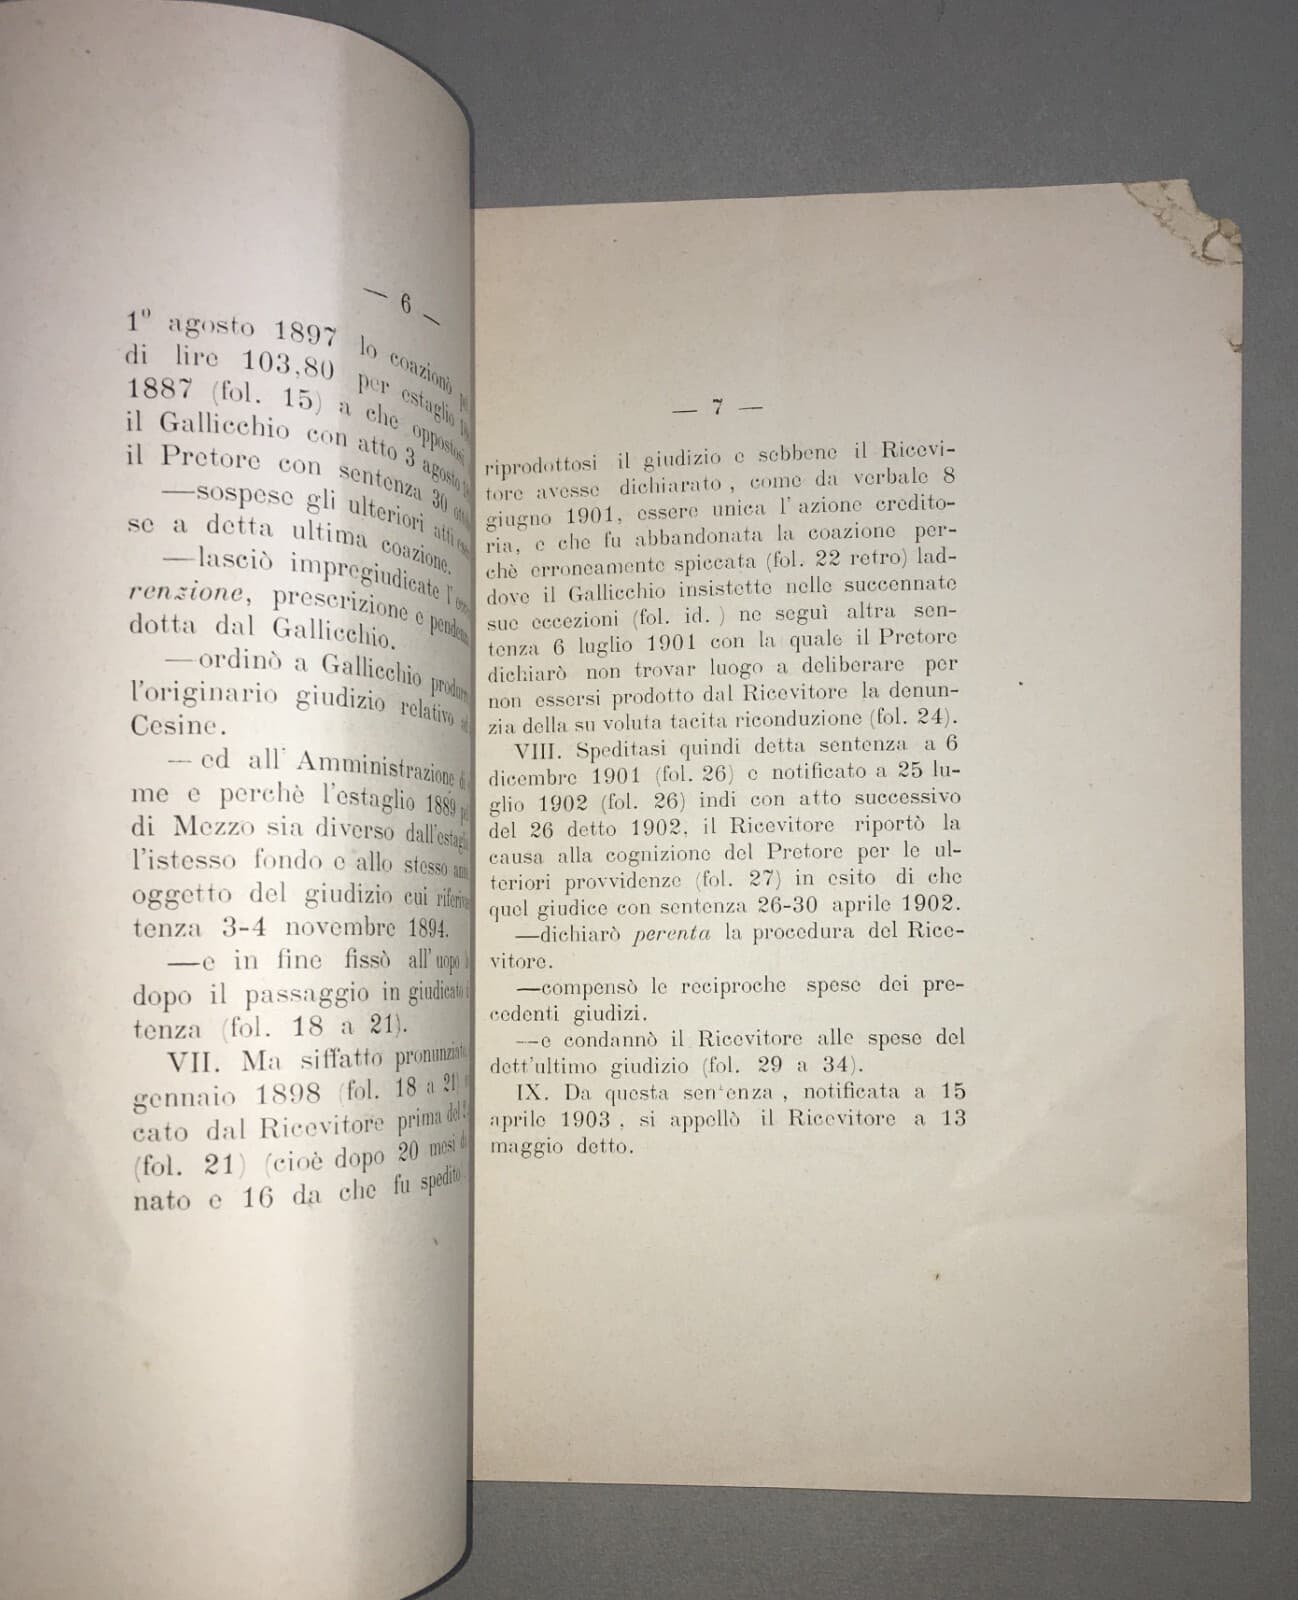 — 6 —
1º agosto 1897 lo coazionò
di lire 103,80 per estaglio
1887 (fol. 15) a che oppostosi
il Gallicchio con atto 3 agosto
il Pretore con sentenza 30
—sospese gli ulteriori atti
se a detta ultima coazione.
—lasciò impregiudicate l'
renzione, prescrizione e
dotta dal Gallicchio.
—ordinò a Gallicchio
l'originario giudizio relativo
Cesine.
—ed all' Amministrazione di
me e perchè l'estaglio 1889
di Mezzo sia diverso dall'
l'istesso fondo e allo stesso
oggetto del giudizio cui
tenza 3-4 novembre 1894.
—e in fine fissò all'uopo
dopo il passaggio in giudicato
tenza (fol. 18 a 21).
VII. Ma siffatto
gennaio 1898 (fol. 18 a 21)
cato dal Ricevitore prima del
(fol. 21) (cioè dopo 20 mesi
nato e 16 da che fu spedito
— 7 —
riprodottosi il giudizio e sebbene il Ricevi-
tore avesse dichiarato, come da verbale 8
giugno 1901, essere unica l'azione credito-
ria, e che fu abbandonata la coazione per-
chè erroneamente spiccata (fol. 22 retro) lad-
dove il Gallicchio insistette nelle succennate
sue eccezioni (fol. id.) ne seguì altra sen-
tenza 6 luglio 1901 con la quale il Pretore
dichiarò non trovar luogo a deliberare per
non essersi prodotto dal Ricevitore la denun-
zia della su voluta tacita riconduzione (fol. 24).
VIII. Speditasi quindi detta sentenza a 6
dicembre 1901 (fol. 26) e notificato a 25 lu-
glio 1902 (fol. 26) indi con atto successivo
del 26 detto 1902, il Ricevitore riportò la
causa alla cognizione del Pretore per le ul-
teriori provvidenze (fol. 27) in esito di che
quel giudice con sentenza 26-30 aprile 1902.
—dichiarò perenta la procedura del Rice-
vitore.
—compensò le reciproche spese dei pre-
cedenti giudizi.
—e condannò il Ricevitore alle spese del
dett'ultimo giudizio (fol. 29 a 34).
IX. Da questa sentenza, notificata a 15
aprile 1903, si appellò il Ricevitore a 13
maggio detto.